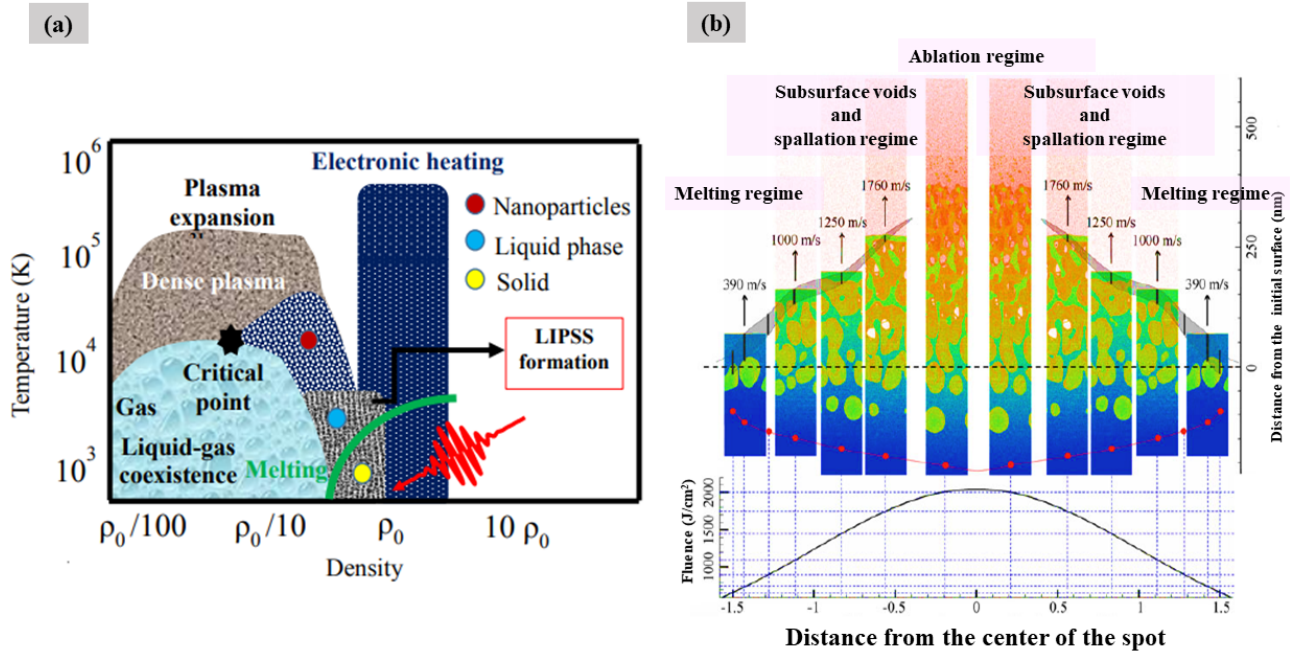 (a)
10⁶
10⁵
10⁴
10³
Temperature (K)
Electronic heating
Plasma
expansion
Dense plasma
Nanoparticles
Liquid phase
Solid
LIPSS
formation
Critical
point
Gas
Liquid-gas
coexistence
Melting
ρ₀/100
ρ₀/10
ρ₀
10 ρ₀
Density
(b)
Ablation regime
Subsurface voids
and
spallation regime
Subsurface voids
and
spallation regime
Melting regime
Melting regime
390 m/s
1000 m/s
1250 m/s
1760 m/s
1760 m/s
1250 m/s
1000 m/s
390 m/s
500
250
0
Distance from the initial surface (nm)
Fluence (J/cm²)
2000
1500
1000
-1.5
-1
-0.5
0
0.5
1
1.5
Distance from the center of the spot